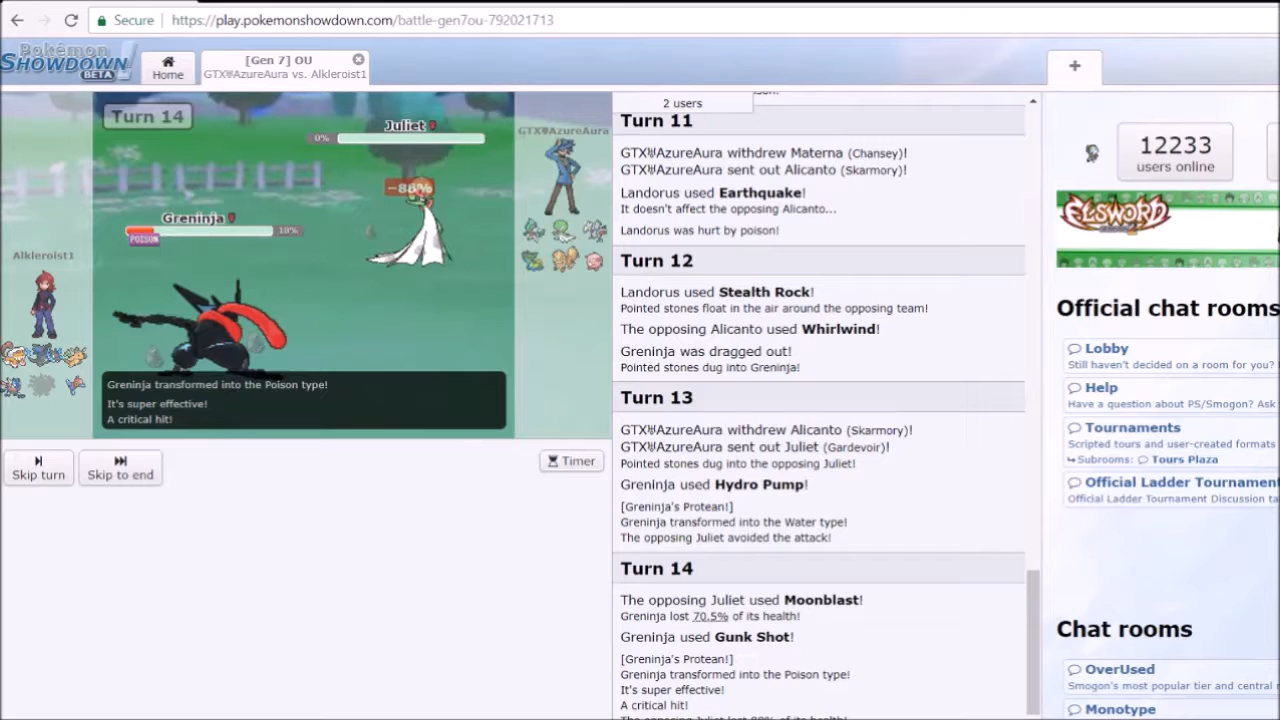 Secure
https://play.pokemonshowdown.com/battle-gen7ou-792021713
Pokémon
SHOWDOWN!
BETA
Home
[Gen 7] OU
GTX♅AzureAura vs. Alkleroist1
+
Turn 14
Juliet
0%
−88%
Greninja
18%
POISON
Alkleroist1
GTX♅AzureAura
Greninja transformed into the Poison type!
It's super effective!
A critical hit!
Skip turn
Skip to end
Timer
2 users
Turn 11
GTX♅AzureAura withdrew Materna (Chansey)!
GTX♅AzureAura sent out Alicanto (Skarmory)!
Landorus used Earthquake!
It doesn't affect the opposing Alicanto...
Landorus was hurt by poison!
Turn 12
Landorus used Stealth Rock!
Pointed stones float in the air around the opposing team!
The opposing Alicanto used Whirlwind!
Greninja was dragged out!
Pointed stones dug into Greninja!
Turn 13
GTX♅AzureAura withdrew Alicanto (Skarmory)!
GTX♅AzureAura sent out Juliet (Gardevoir)!
Pointed stones dug into the opposing Juliet!
Greninja used Hydro Pump!
[Greninja's Protean!]
Greninja transformed into the Water type!
The opposing Juliet avoided the attack!
Turn 14
The opposing Juliet used Moonblast!
Greninja lost 70.5% of its health!
Greninja used Gunk Shot!
[Greninja's Protean!]
Greninja transformed into the Poison type!
It's super effective!
A critical hit!
The opposing Juliet lost 88% of its health!
12233
users online
ELSWORD
Official chat rooms
Lobby
Still haven't decided on a room for you?
Help
Have a question about PS/Smogon? Ask
Tournaments
Scripted tours and user-created formats
Subrooms: Tours Plaza
Official Ladder Tournament
Official Ladder Tournament Discussion ta
Chat rooms
OverUsed
Smogon's most popular tier and central
Monotype